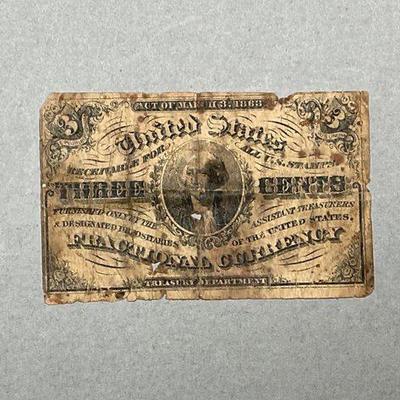 ACT OF MARCH 3. 1863
3 3
United States
RECEIVABLE FOR ALL U.S. STAMPS
THREE CENTS
FURNISHED ONLY BY THE ASSISTANT TREASURERS
& DESIGNATED DEPOSITARIES OF THE UNITED STATES.
FRACTIONAL CURRENCY
TREASURY DEPARTMENT